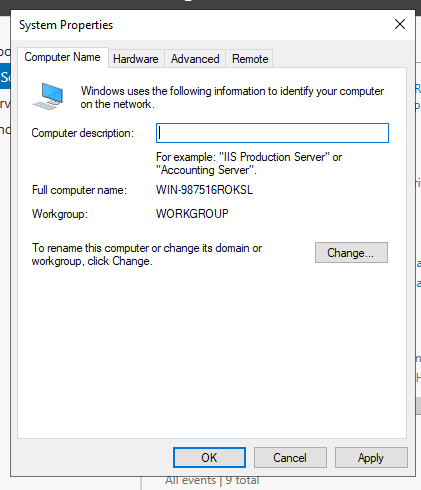 System Properties
Computer Name Hardware Advanced Remote
Windows uses the following information to identify your computer
on the network.
Computer description:
For example: "IIS Production Server" or
"Accounting Server".
Full computer name: WIN-987516ROKSL
Workgroup: WORKGROUP
To rename this computer or change its domain or
workgroup, click Change.
Change...
OK Cancel Apply
All events | 9 total